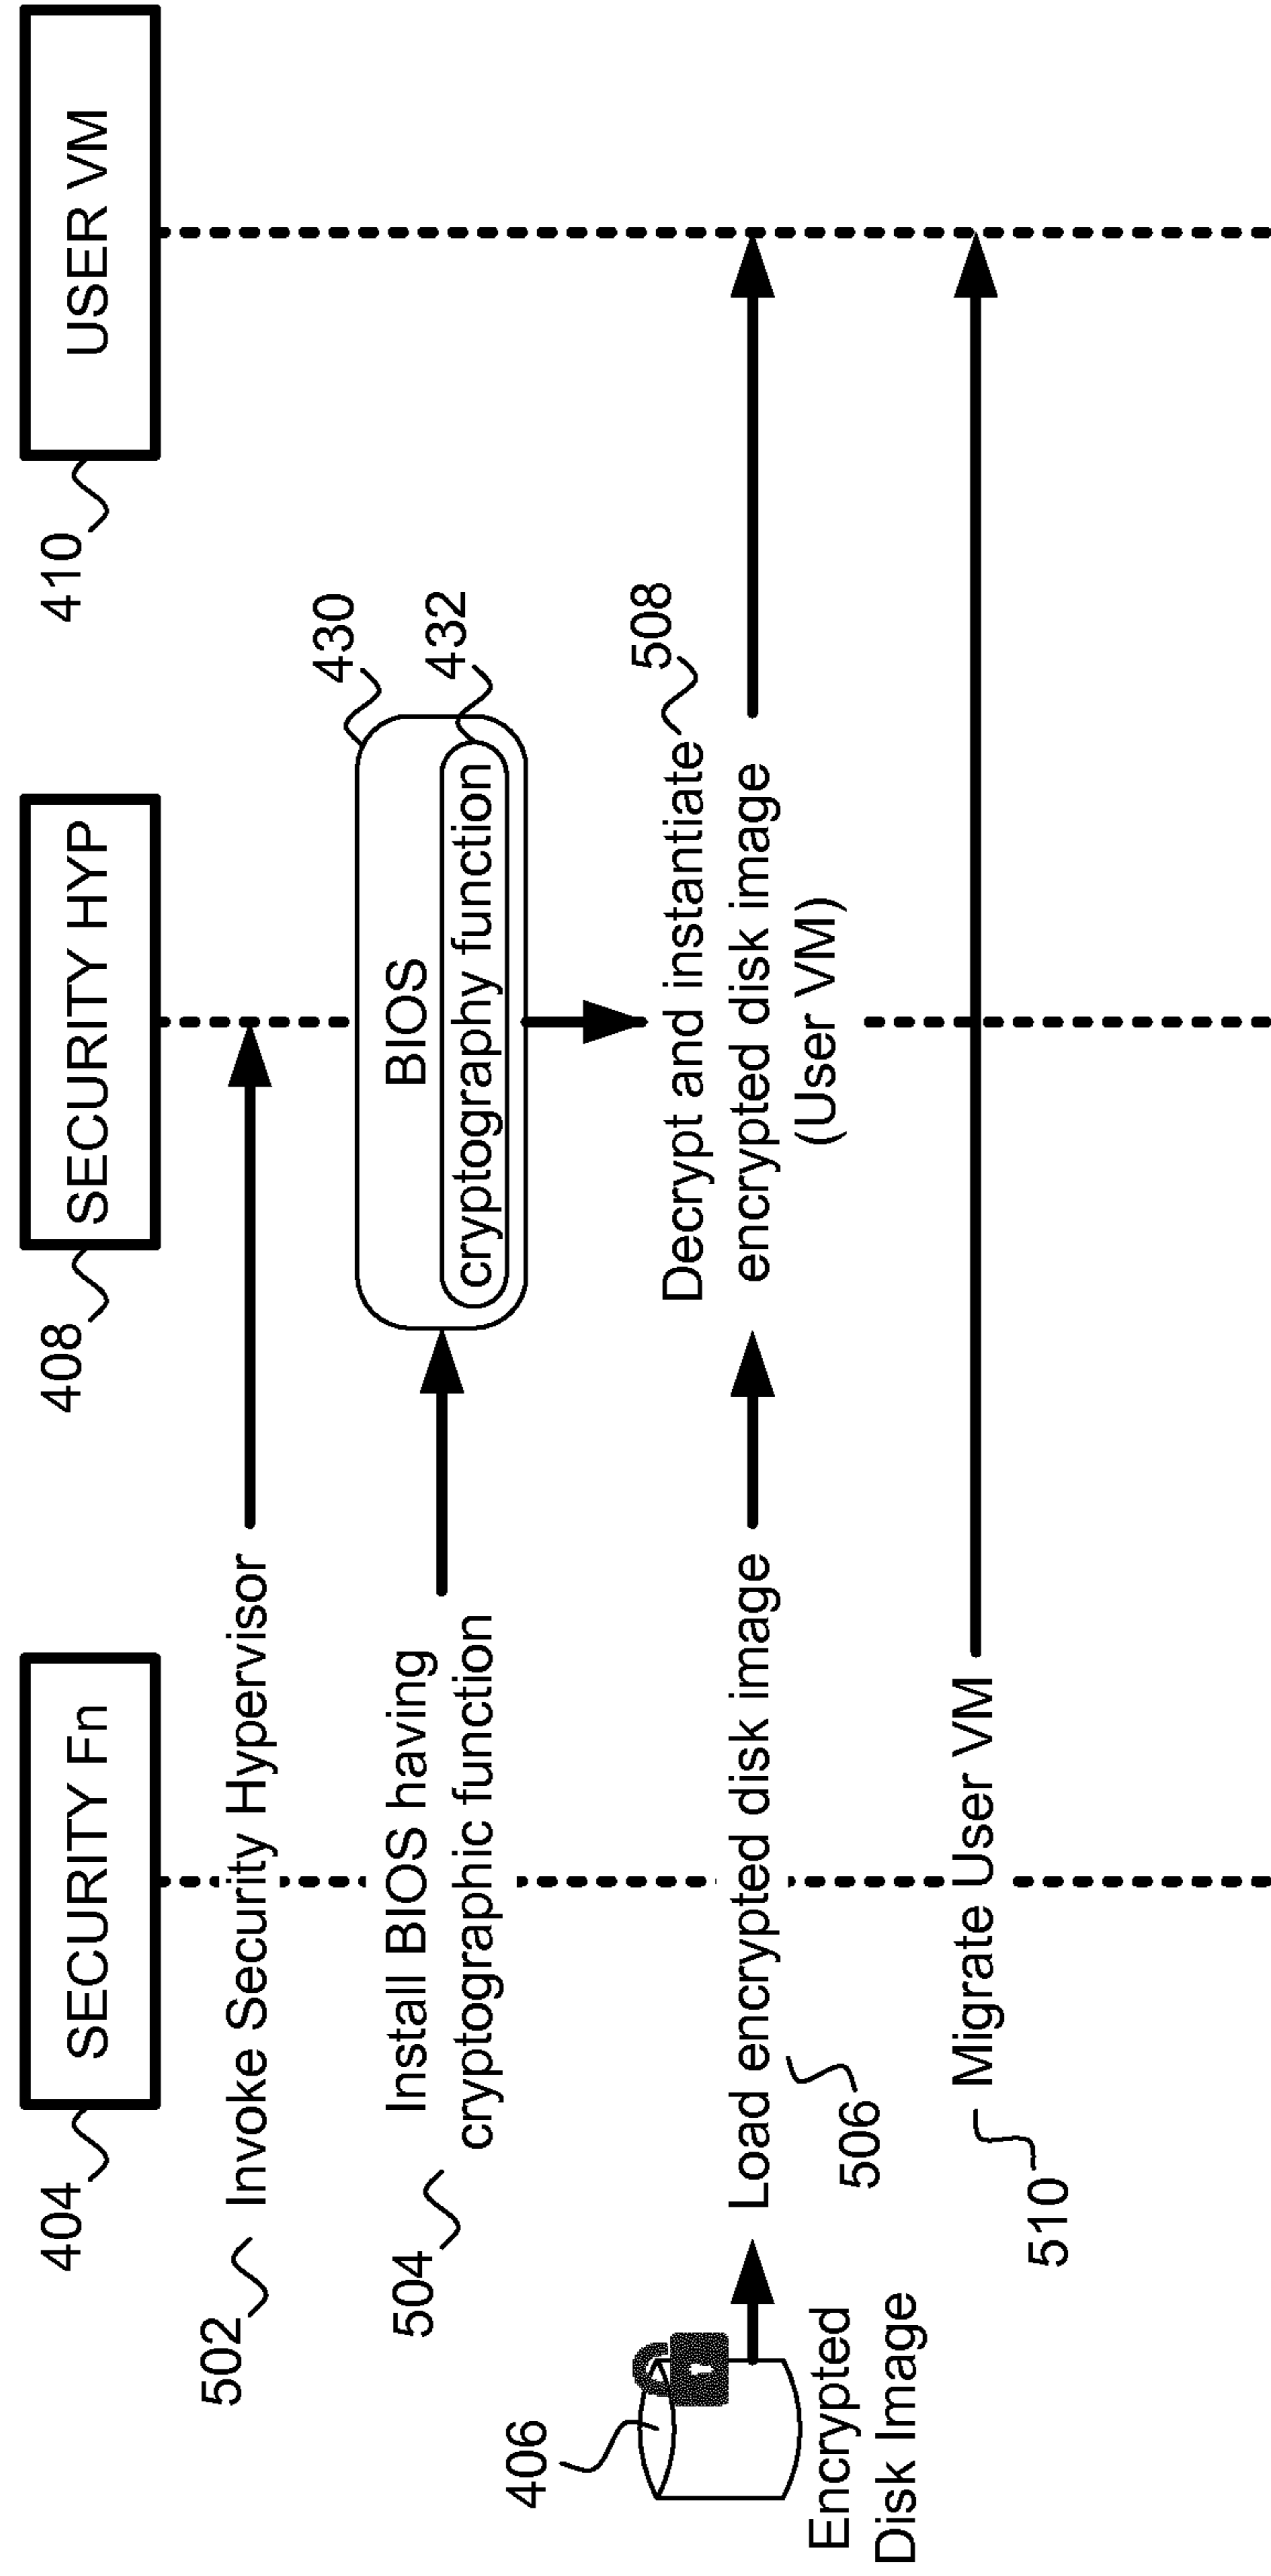 404
SECURITY Fn
408
SECURITY HYP
410
USER VM
502
Invoke Security Hypervisor
504
Install BIOS having
cryptographic function
430
BIOS
432
cryptography function
406
Encrypted
Disk Image
Load encrypted disk image
506
Decrypt and instantiate
encrypted disk image
(User VM)
508
510
Migrate User VM